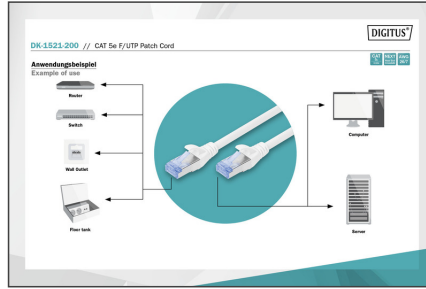 DIGITUS®
DK-1521-200 // CAT 5e F/UTP Patch Cord
Anwendungsbeispiel
Example of use
Router
Switch
Wall Outlet
Floor tank
Computer
Server